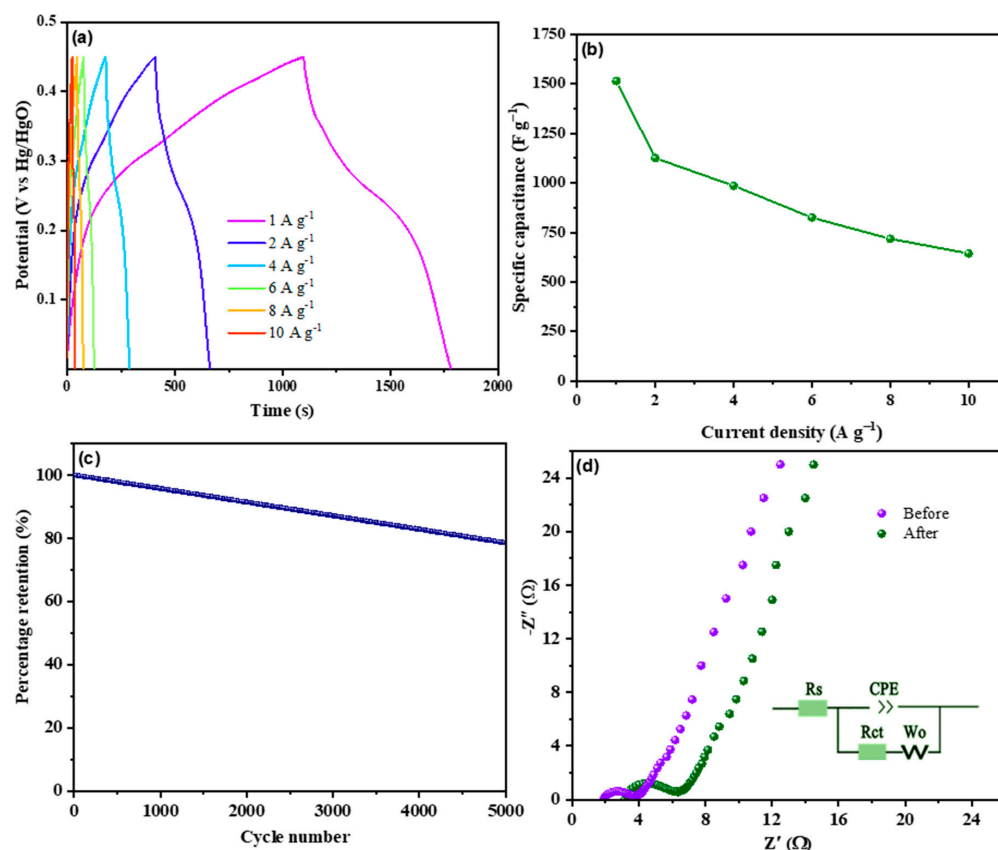 (a)
0.5
0.4
0.3
0.2
0.1
Potential (V vs Hg/HgO)
1 A g⁻¹
2 A g⁻¹
4 A g⁻¹
6 A g⁻¹
8 A g⁻¹
10 A g⁻¹
0 500 1000 1500 2000
Time (s)
(b)
1750
1500
1250
1000
750
500
250
0
Specific capacitance (F g⁻¹)
0 2 4 6 8 10
Current density (A g⁻¹)
(c)
100
80
60
40
20
0
Percentage retention (%)
0 1000 2000 3000 4000 5000
Cycle number
(d)
24
20
16
12
8
4
0
-Z″ (Ω)
Before
After
Rs
CPE
Rct
Wo
0 4 8 12 16 20 24
Z′ (Ω)